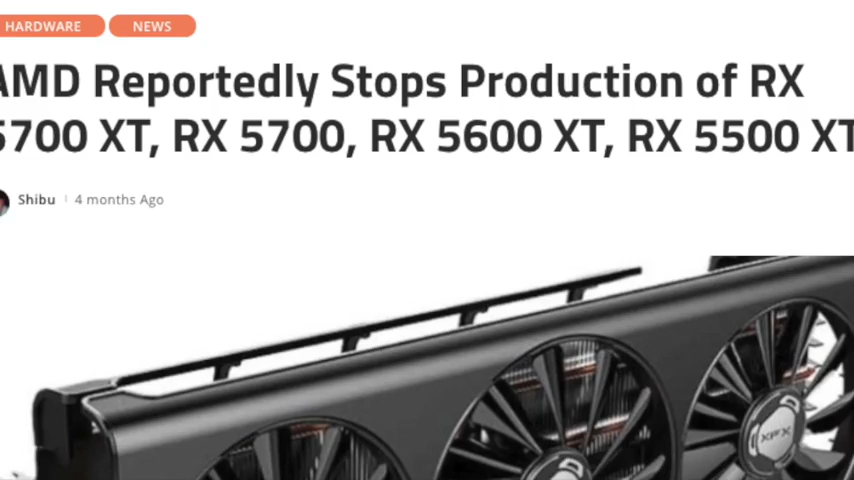 HARDWARE NEWS
AMD Reportedly Stops Production of RX
5700 XT, RX 5700, RX 5600 XT, RX 5500 XT
Shibu 4 months Ago
XFX